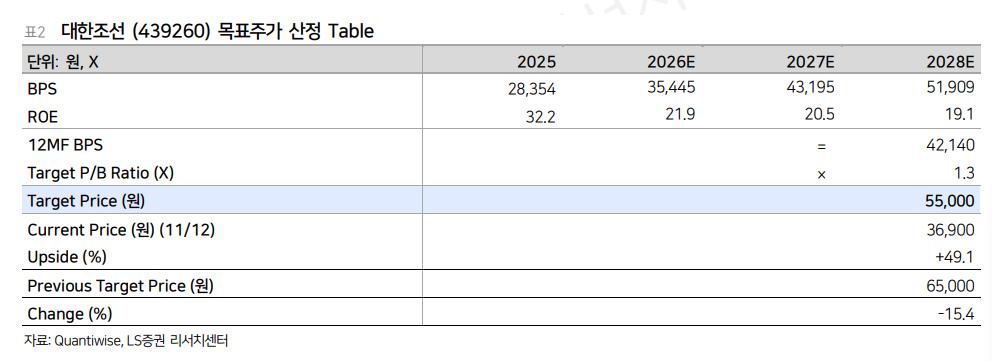 표2 대한조선 (439260) 목표주가 산정 Table
단위: 원, X 2025 2026E 2027E 2028E
BPS 28,354 35,445 43,195 51,909
ROE 32.2 21.9 20.5 19.1
12MF BPS = 42,140
Target P/B Ratio (X) x 1.3
Target Price (원) 55,000
Current Price (원) (11/12) 36,900
Upside (%) +49.1
Previous Target Price (원) 65,000
Change (%) -15.4
자료: Quantiwise, LS증권 리서치센터